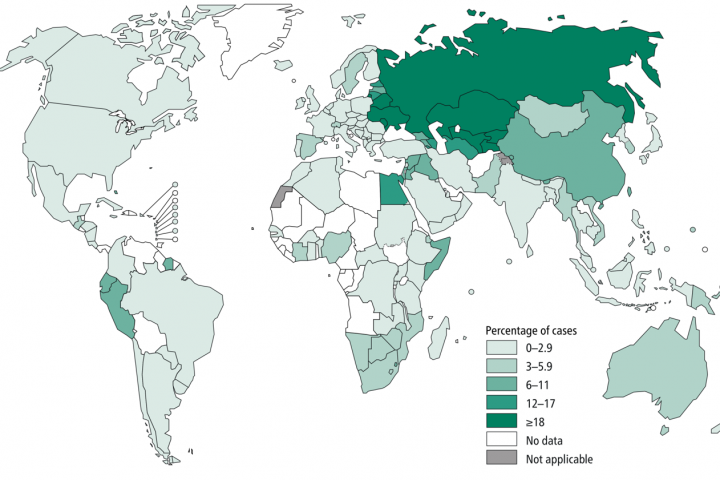 Percentage of cases
0–2.9
3–5.9
6–11
12–17
≥18
No data
Not applicable